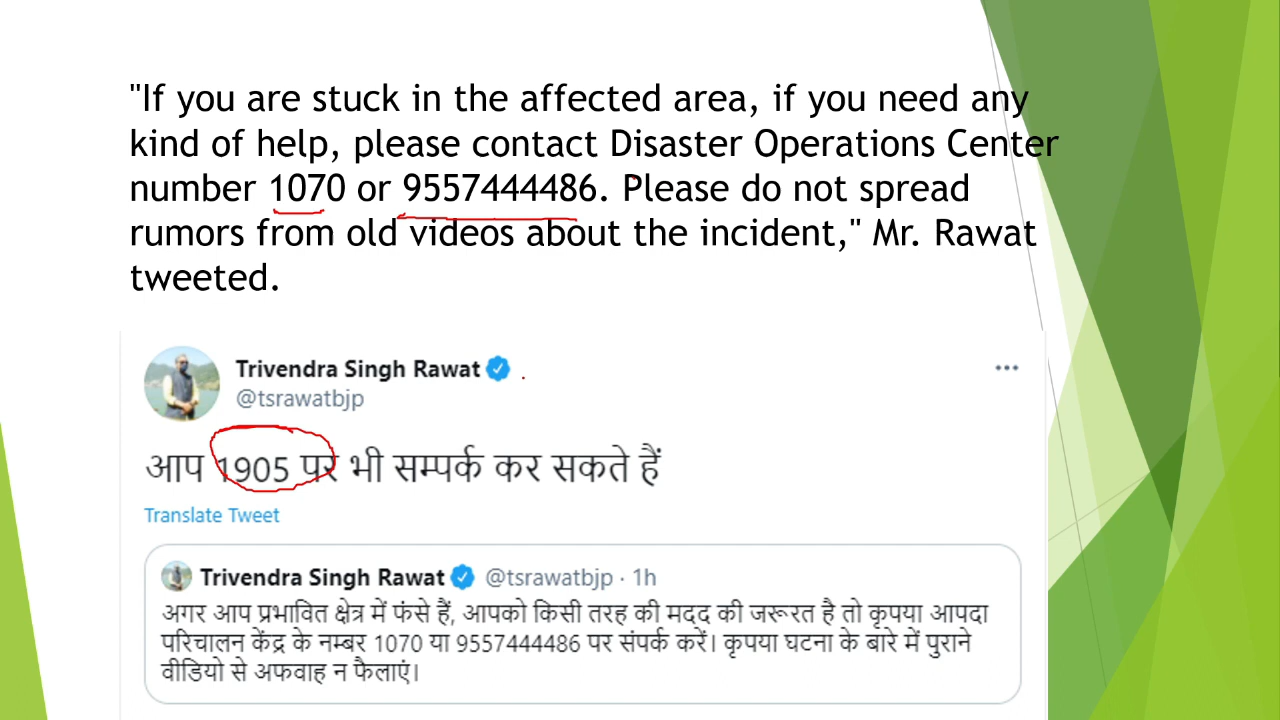 "If you are stuck in the affected area, if you need any
kind of help, please contact Disaster Operations Center
number 1070 or 9557444486. Please do not spread
rumors from old videos about the incident," Mr. Rawat
tweeted.
Trivendra Singh Rawat
@tsrawatbjp
आप 1905 पर भी सम्पर्क कर सकते हैं
Translate Tweet
Trivendra Singh Rawat @tsrawatbjp · 1h
अगर आप प्रभावित क्षेत्र में फंसे हैं, आपको किसी तरह की मदद की जरूरत है तो कृपया आपदा
परिचालन केंद्र के नम्बर 1070 या 9557444486 पर संपर्क करें। कृपया घटना के बारे में पुराने
वीडियो से अफवाह न फैलाएं।